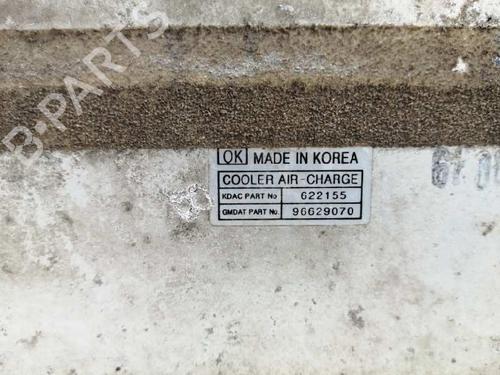 B-PARTS
OK MADE IN KOREA
COOLER AIR-CHARGE
KDAC PART No 622155
GMDAT PART No. 96629070